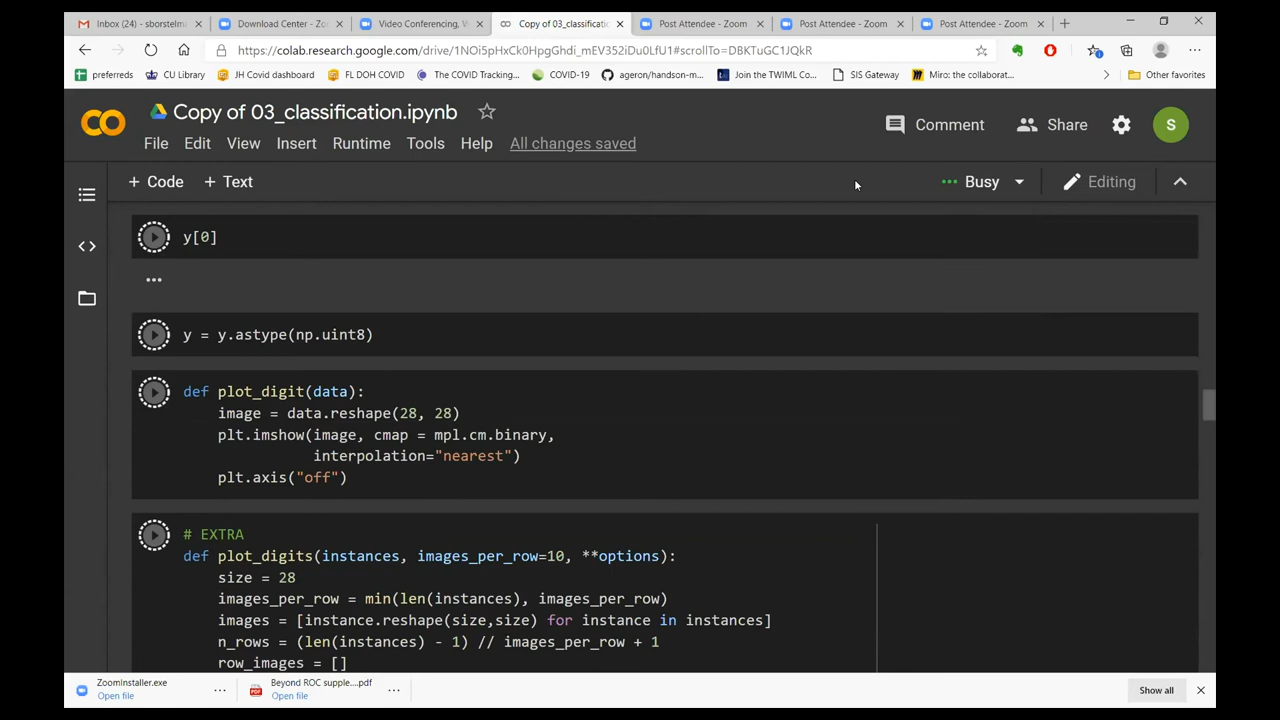 Inbox (24) - sborstelm
Download Center - Zo
Video Conferencing, W
Copy of 03_classificatio
Post Attendee - Zoom
Post Attendee - Zoom
Post Attendee - Zoom
https://colab.research.google.com/drive/1NOi5pHxCk0HpgGhdi_mEV352iDu0LfU1#scrollTo=DBKTuGC1JQkR
preferreds
CU Library
JH Covid dashboard
FL DOH COVID
The COVID Tracking...
COVID-19
ageron/handson-m...
Join the TWIML Co...
SIS Gateway
Miro: the collaborat...
Other favorites
Copy of 03_classification.ipynb
Comment
Share
S
File Edit View Insert Runtime Tools Help All changes saved
+ Code + Text
Busy
Editing
y[0]
y = y.astype(np.uint8)
def plot_digit(data):
image = data.reshape(28, 28)
plt.imshow(image, cmap = mpl.cm.binary,
interpolation="nearest")
plt.axis("off")
# EXTRA
def plot_digits(instances, images_per_row=10, **options):
size = 28
images_per_row = min(len(instances), images_per_row)
images = [instance.reshape(size,size) for instance in instances]
n_rows = (len(instances) - 1) // images_per_row + 1
row_images = []
ZoomInstaller.exe
Open file
Beyond ROC supple....pdf
Open file
Show all